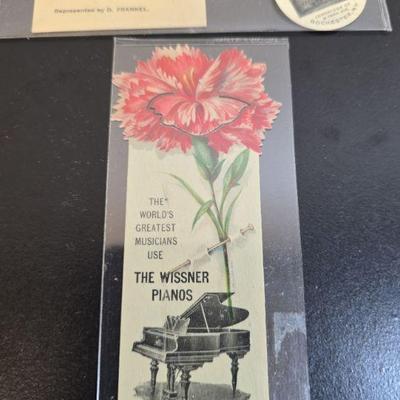 Represented by D. FRANKEL.
ROCHESTER, N.Y.
THE
WORLD'S
GREATEST
MUSICIANS
USE
THE WISSNER
PIANOS